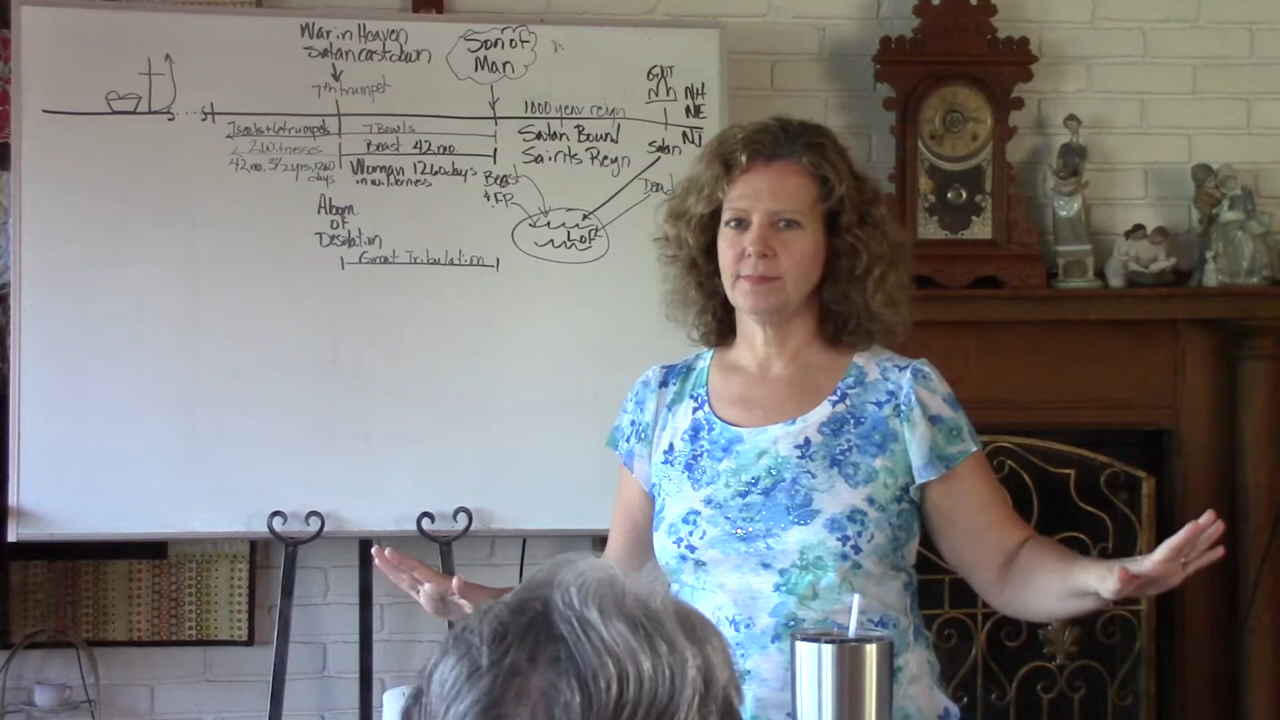 War in Heaven
Satan cast down
7th trumpet
Son of
Man
1000 year reign
GWT
NH
NE
NJ
7 seals + 6 trumpets
7 Bowls
Satan Bound
Satan
2 Witnesses
Beast 42 mo.
Saints Reyn
42 mo, 3 1/2 yrs, 1260
days
Woman 1260 days
in wilderness
Beast
& FP
Dead
Abom.
of
Desolation
LoF
Great Tribulation